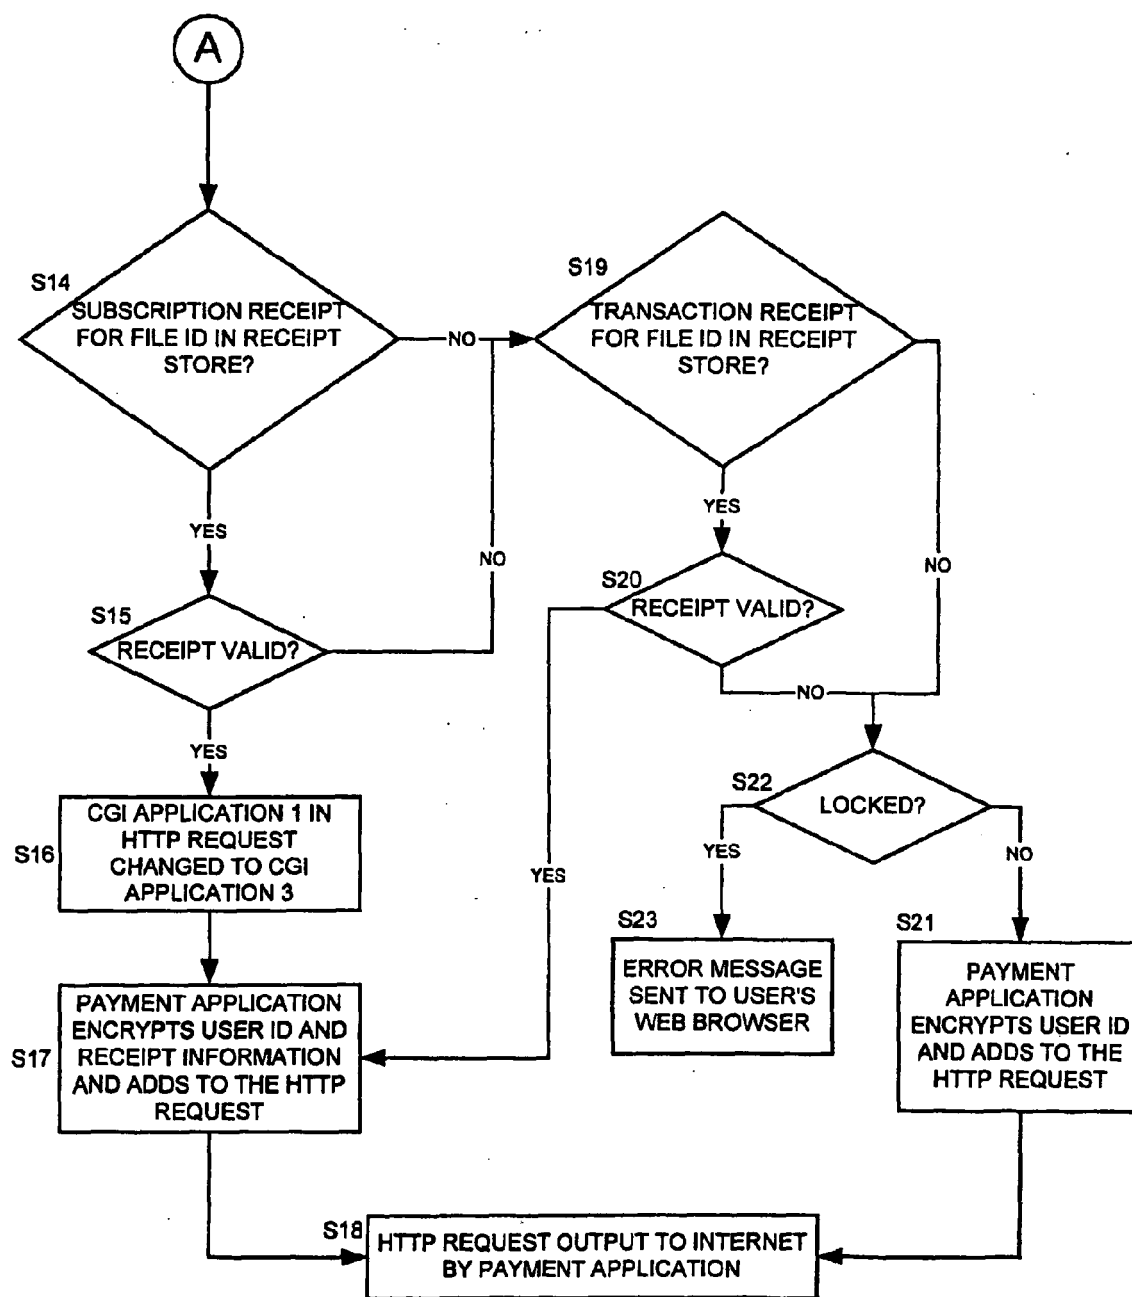 A
S14
SUBSCRIPTION RECEIPT
FOR FILE ID IN RECEIPT
STORE?
NO
S19
TRANSACTION RECEIPT
FOR FILE ID IN RECEIPT
STORE?
YES
NO
YES
NO
S15
RECEIPT VALID?
S20
RECEIPT VALID?
NO
YES
YES
S22
LOCKED?
YES
NO
S16
CGI APPLICATION 1 IN
HTTP REQUEST
CHANGED TO CGI
APPLICATION 3
S23
ERROR MESSAGE
SENT TO USER'S
WEB BROWSER
S21
PAYMENT
APPLICATION
ENCRYPTS USER ID
AND ADDS TO THE
HTTP REQUEST
S17
PAYMENT APPLICATION
ENCRYPTS USER ID AND
RECEIPT INFORMATION
AND ADDS TO THE HTTP
REQUEST
S18
HTTP REQUEST OUTPUT TO INTERNET
BY PAYMENT APPLICATION